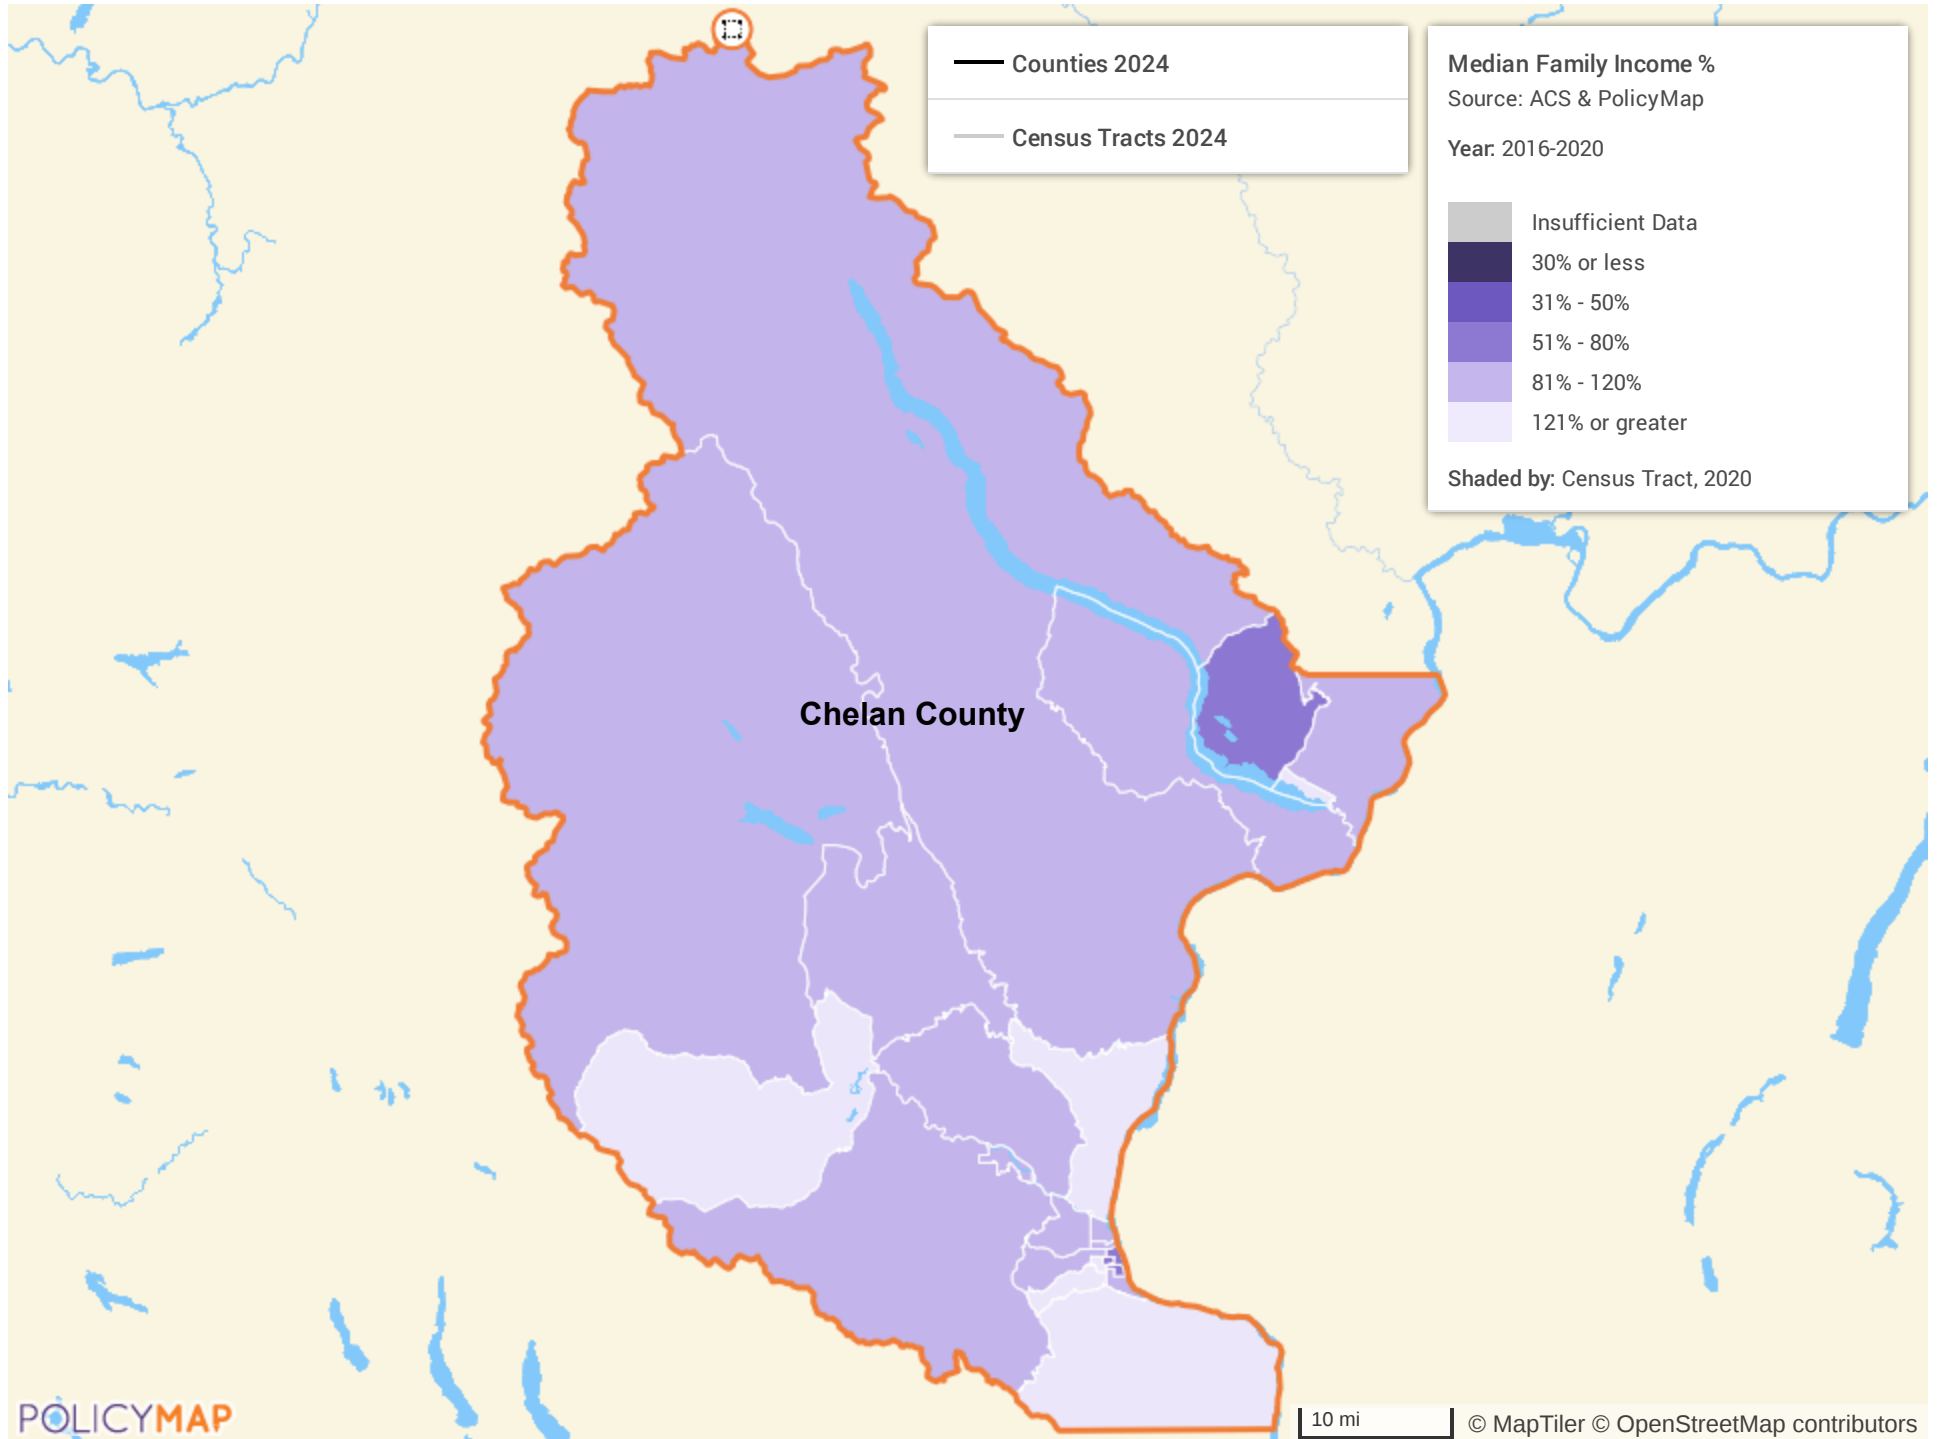 Counties 2024
Census Tracts 2024
Median Family Income %
Source: ACS & PolicyMap
Year: 2016-2020
Insufficient Data
30% or less
31% - 50%
51% - 80%
81% - 120%
121% or greater
Shaded by: Census Tract, 2020
Chelan County
POLICYMAP
10 mi
© MapTiler © OpenStreetMap contributors